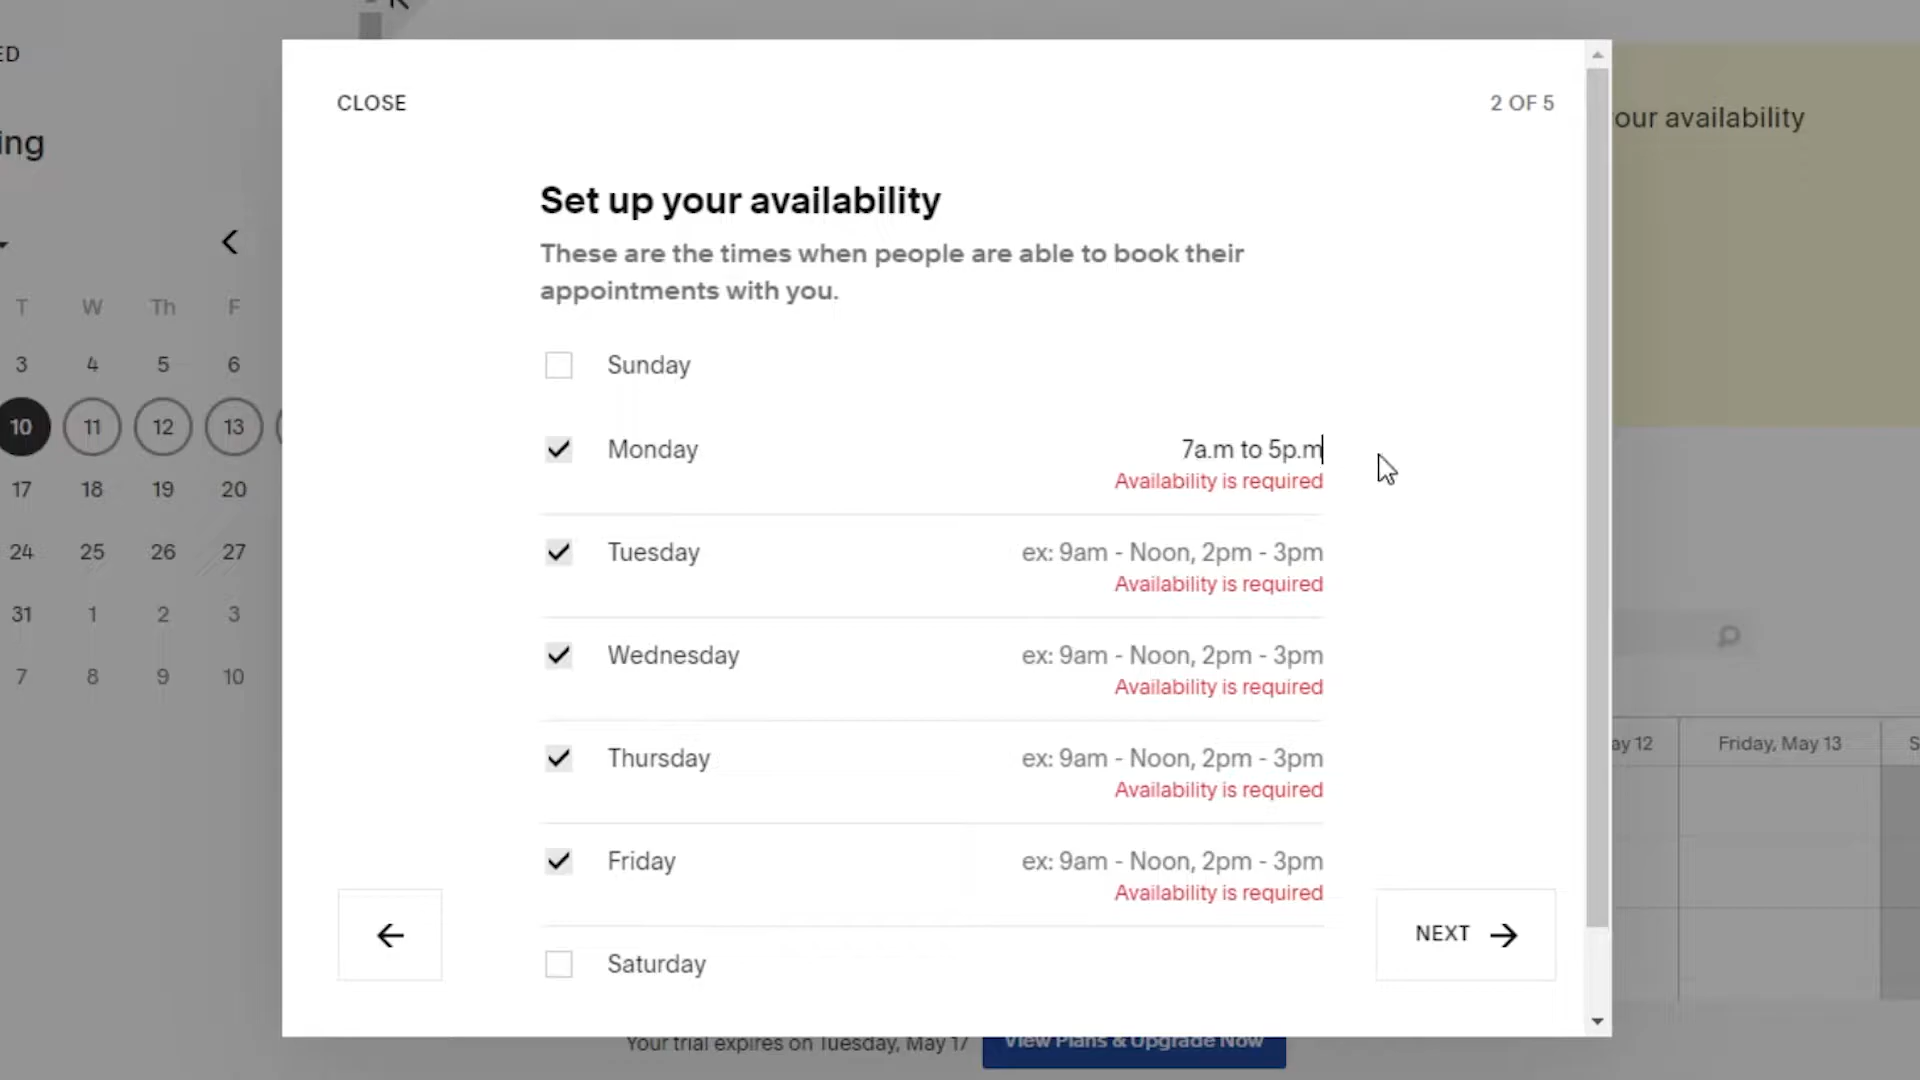 ED
ing
T W Th F
3 4 5 6
10 11 12 13
17 18 19 20
24 25 26 27
31 1 2 3
7 8 9 10
CLOSE
2 OF 5
Set up your availability
These are the times when people are able to book their
appointments with you.
Sunday
Monday 7a.m to 5p.m
Availability is required
Tuesday ex: 9am - Noon, 2pm - 3pm
Availability is required
Wednesday ex: 9am - Noon, 2pm - 3pm
Availability is required
Thursday ex: 9am - Noon, 2pm - 3pm
Availability is required
Friday ex: 9am - Noon, 2pm - 3pm
Availability is required
Saturday
NEXT
our availability
ay 12
Friday, May 13
S
Your trial expires on Tuesday, May 17
View Plans & Upgrade Now